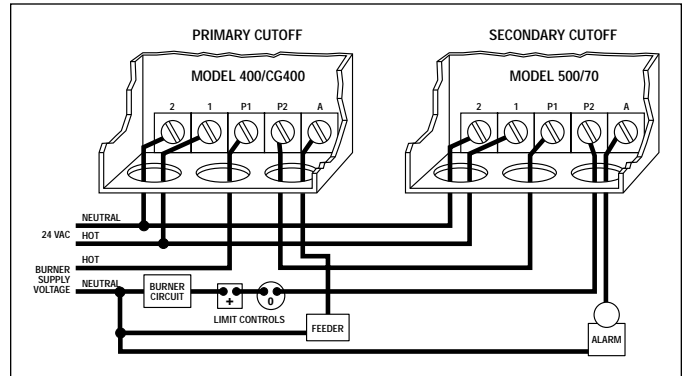 PRIMARY CUTOFF
SECONDARY CUTOFF
MODEL 400/CG400
MODEL 500/70
2 1 P1 P2 A
2 1 P1 P2 A
NEUTRAL
24 VAC
HOT
HOT
BURNER
SUPPLY
VOLTAGE
NEUTRAL
BURNER
CIRCUIT
+
0
LIMIT CONTROLS
FEEDER
ALARM